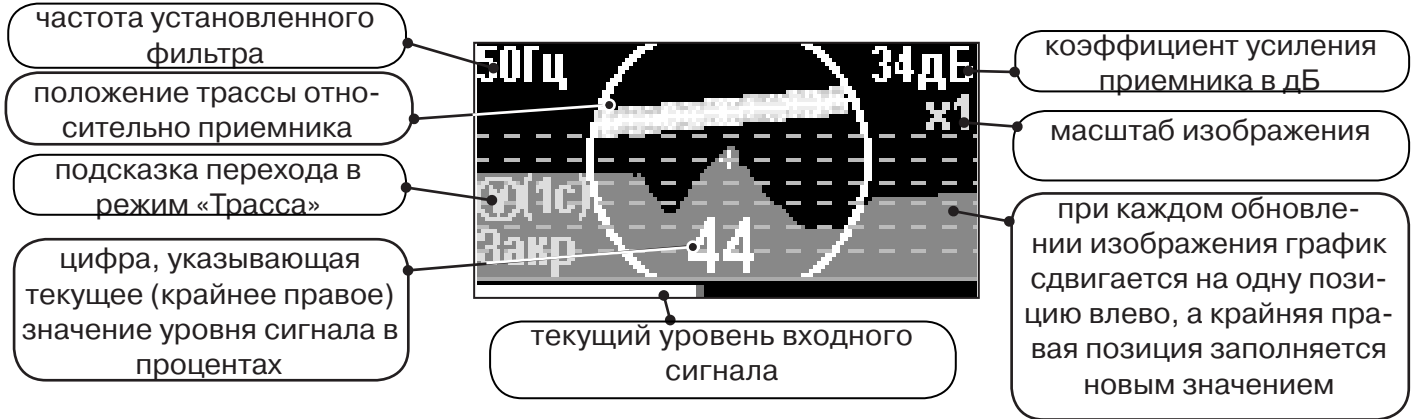 частота установленного
фильтра
положение трассы отно-
сительно приемника
подсказка перехода в
режим «Трасса»
цифра, указывающая
текущее (крайнее правое)
значение уровня сигнала в
процентах
50Гц
34дБ
x1
(1с)
Закр
44
текущий уровень входного
сигнала
коэффициент усиления
приемника в дБ
масштаб изображения
при каждом обновле-
нии изображения график
сдвигается на одну пози-
цию влево, а крайняя пра-
вая позиция заполняется
новым значением